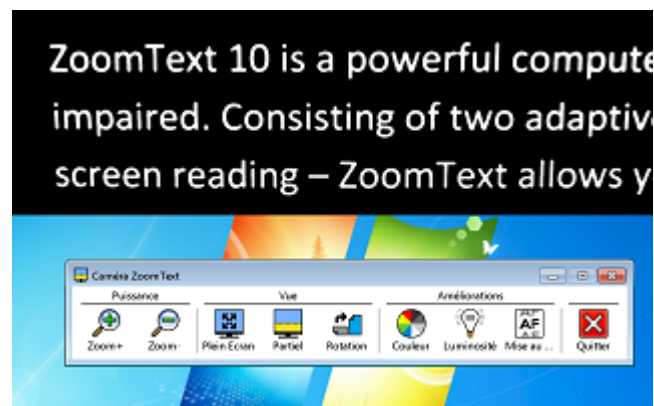 ZoomText 10 is a powerful compute
impaired. Consisting of two adaptiv
screen reading – ZoomText allows y
Caméra ZoomText
Puissance Vue Améliorations
Zoom+ Zoom- Plein Ecran Partiel Rotation Couleur Luminosité Mise au ... Quitter
AF